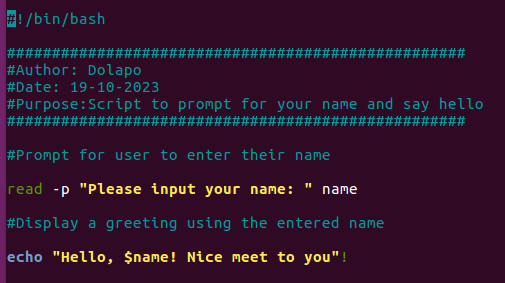 #!/bin/bash
###################################################
#Author: Dolapo
#Date: 19-10-2023
#Purpose:Script to prompt for your name and say hello
###################################################
#Prompt for user to enter their name
read -p "Please input your name: " name
#Display a greeting using the entered name
echo "Hello, $name! Nice meet to you"!